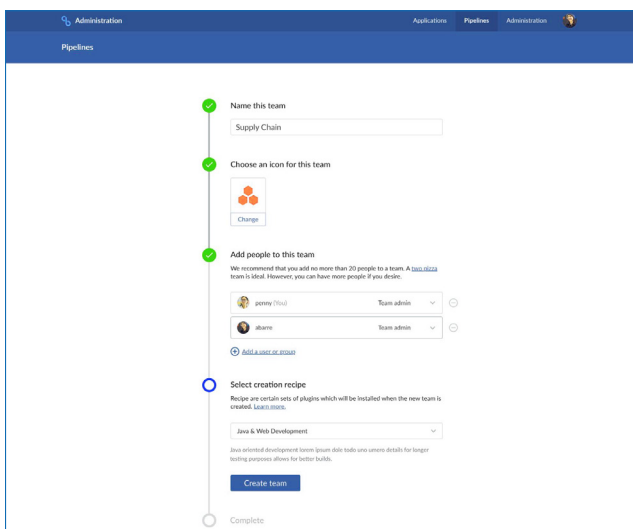 Administration
Applications
Pipelines
Administration
Pipelines
Name this team
Supply Chain
Choose an icon for this team
Change
Add people to this team
We recommend that you add no more than 20 people to a team. A two pizza
team is ideal. However, you can have more people if you desire.
penny (You)
Team admin
abarre
Team admin
Add a user or group
Select creation recipe
Recipe are certain sets of plugins which will be installed when the new team is
created. Learn more.
Java & Web Development
Java oriented development lorem ipsum dole todo uno umero details for longer
testing purposes allows for better builds.
Create team
Complete